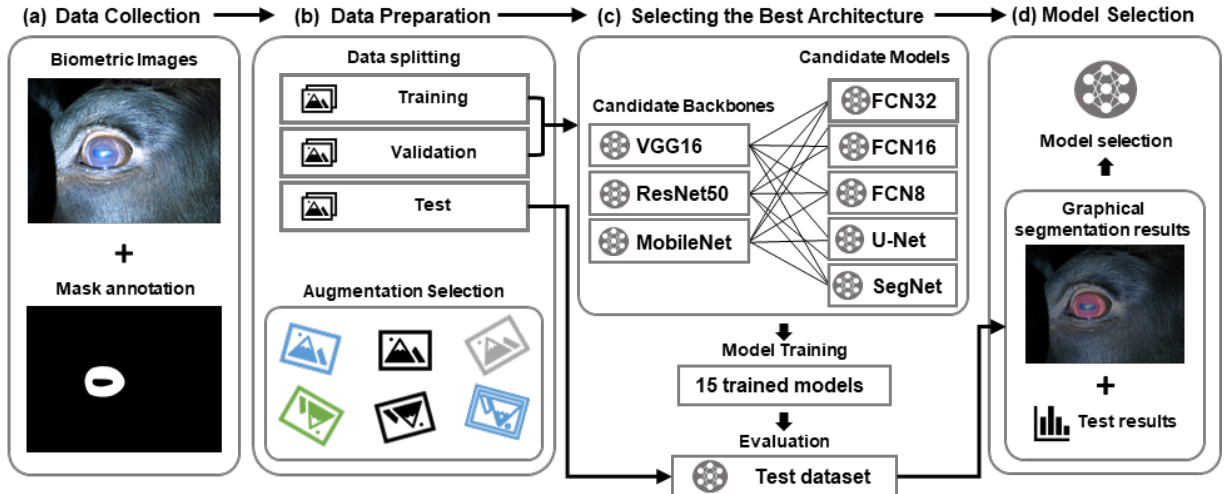 (a) Data Collection
(b) Data Preparation
(c) Selecting the Best Architecture
(d) Model Selection
Biometric Images
+
Mask annotation
Data splitting
Training
Validation
Test
Augmentation Selection
Candidate Models
Candidate Backbones
VGG16
ResNet50
MobileNet
FCN32
FCN16
FCN8
U-Net
SegNet
Model Training
15 trained models
Evaluation
Test dataset
Model selection
Graphical
segmentation results
+
Test results